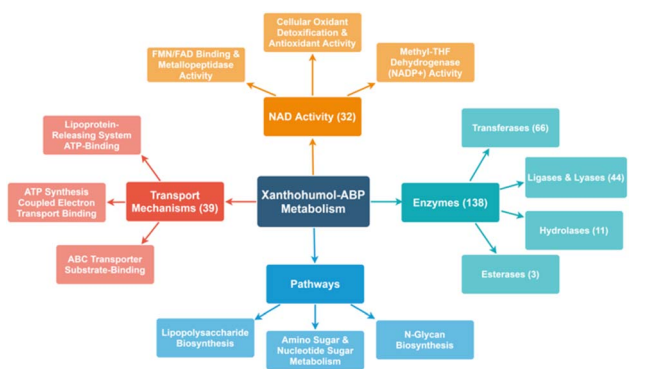 Cellular Oxidant
Detoxification &
Antioxidant Activity
FMN/FAD Binding &
Metallopeptidase
Activity
Methyl-THF
Dehydrogenase
(NADP+) Activity
NAD Activity (32)
Lipoprotein-
Releasing System
ATP-Binding
Transferases (66)
ATP Synthesis
Coupled Electron
Transport Binding
Transport
Mechanisms (39)
Xanthohumol-ABP
Metabolism
Enzymes (138)
Ligases & Lyases (44)
Hydrolases (11)
ABC Transporter
Substrate-Binding
Esterases (3)
Pathways
Lipopolysaccharide
Biosynthesis
Amino Sugar &
Nucleotide Sugar
Metabolism
N-Glycan
Biosynthesis